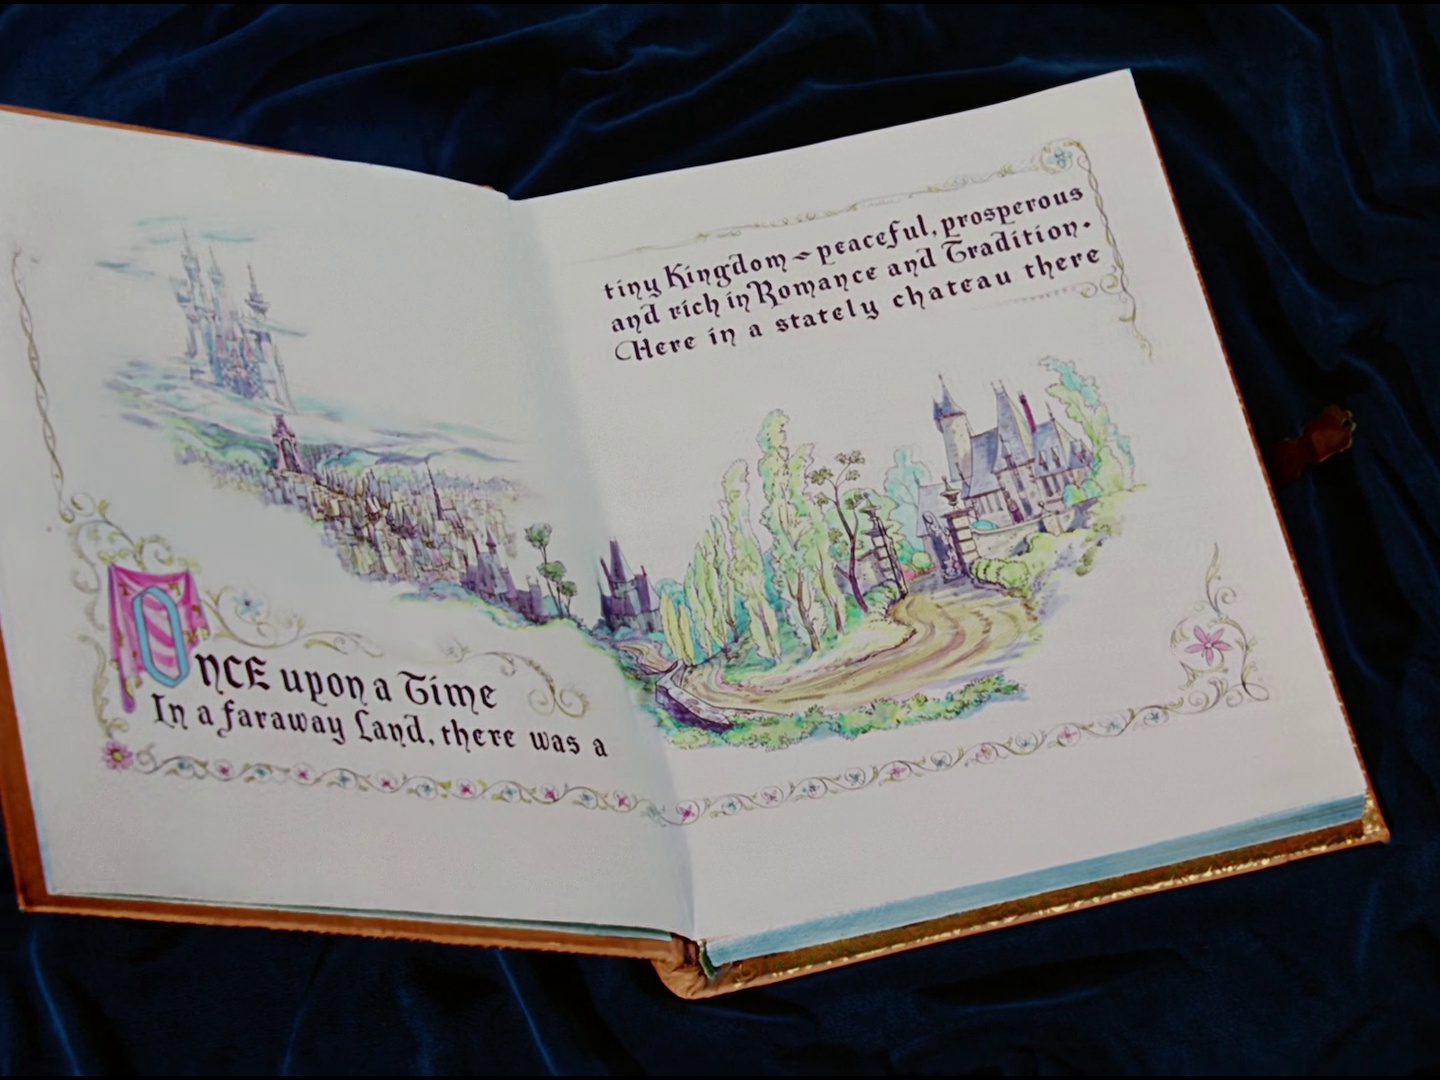 Once upon a Time
In a faraway Land, there was a
tiny Kingdom ~ peaceful, prosperous
and rich in Romance and Tradition.
Here in a stately chateau there